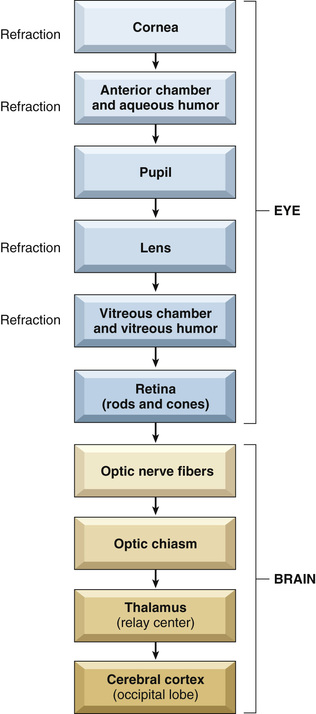 Refraction
Cornea
Refraction
Anterior chamber
and aqueous humor
Pupil
EYE
Refraction
Lens
Refraction
Vitreous chamber
and vitreous humor
Retina
(rods and cones)
Optic nerve fibers
Optic chiasm
BRAIN
Thalamus
(relay center)
Cerebral cortex
(occipital lobe)